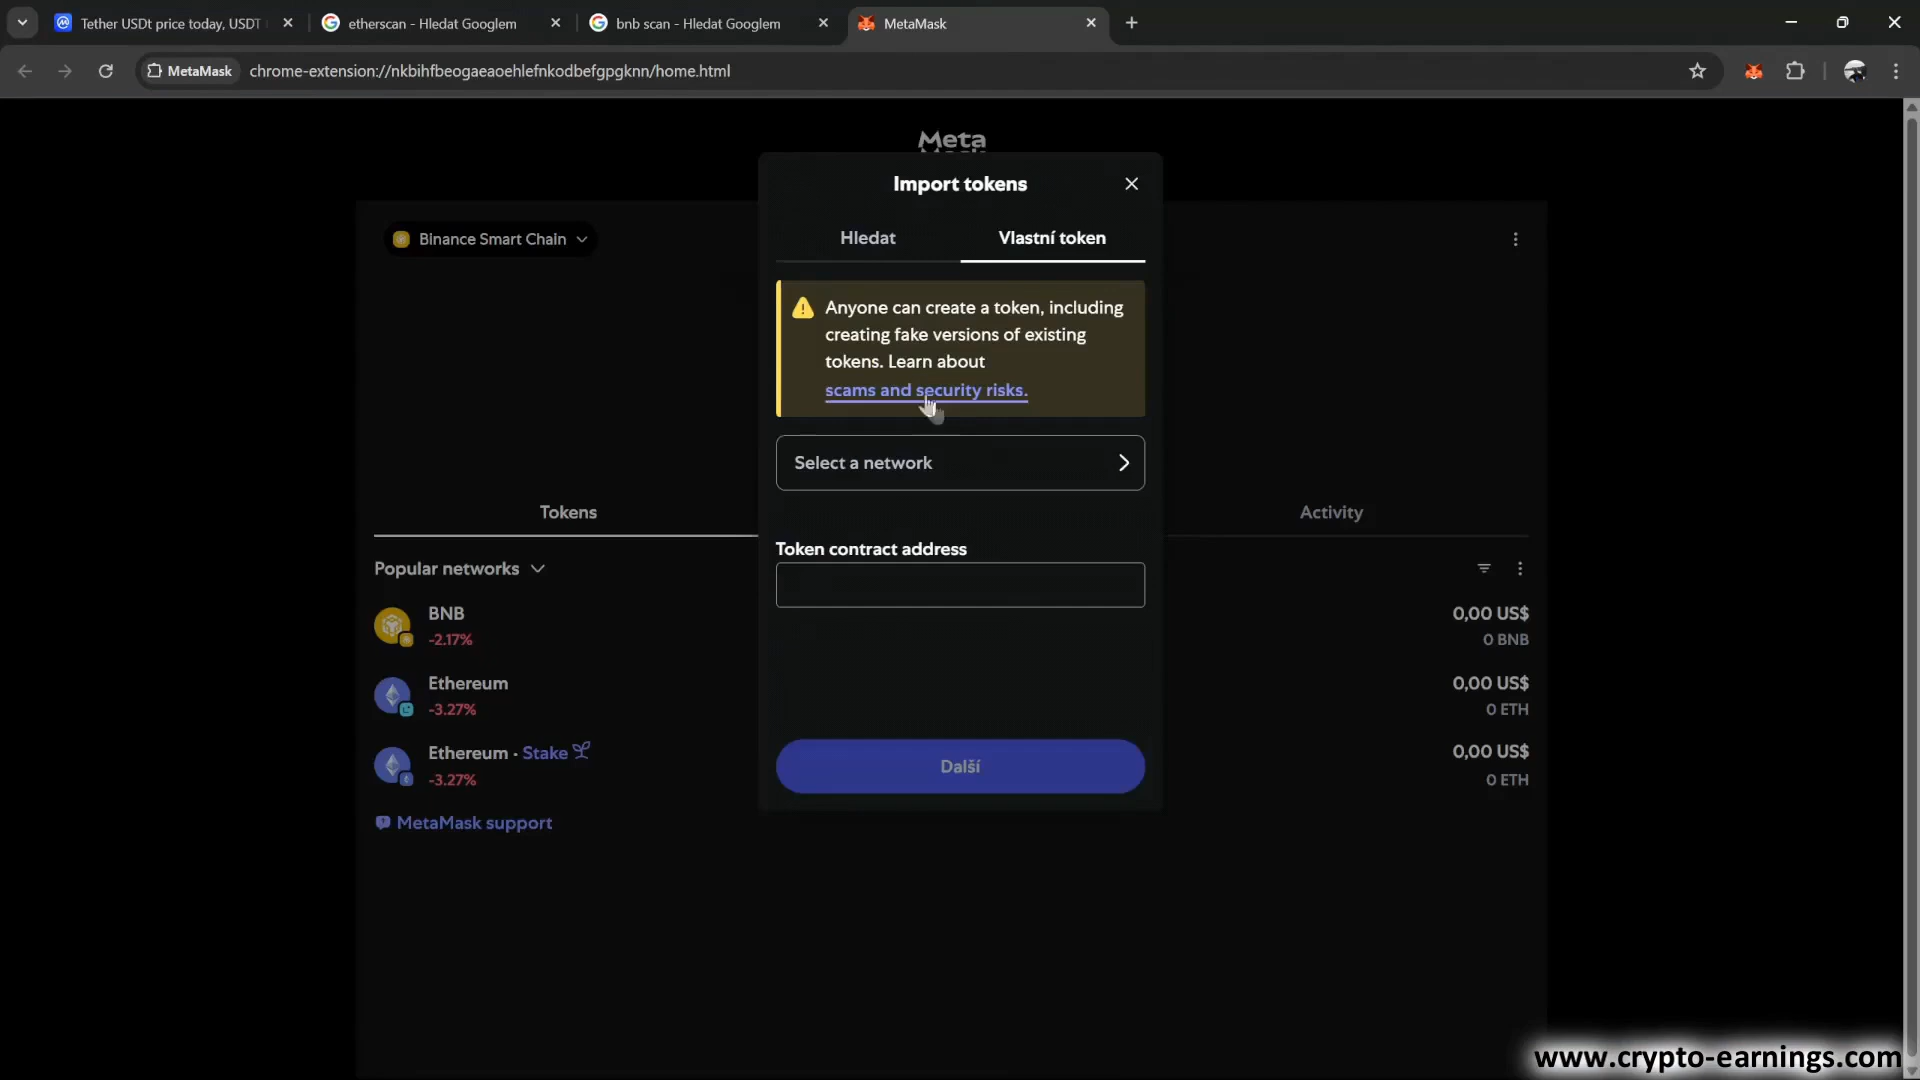 Tether USDt price today, USDT
etherscan - Hledat Googlem
bnb scan - Hledat Googlem
MetaMask
MetaMask
chrome-extension://nkbihfbeogaeaoehlefnkodbefgpgknn/home.html
Meta
Import tokens
Hledat
Vlastní token
Binance Smart Chain
Anyone can create a token, including
creating fake versions of existing
tokens. Learn about
scams and security risks.
Select a network
Tokens
Activity
Token contract address
Popular networks
BNB
-2.17%
0,00 US$
0 BNB
Ethereum
-3.27%
0,00 US$
0 ETH
Ethereum · Stake
-3.27%
0,00 US$
0 ETH
Další
MetaMask support
www.crypto-earnings.com